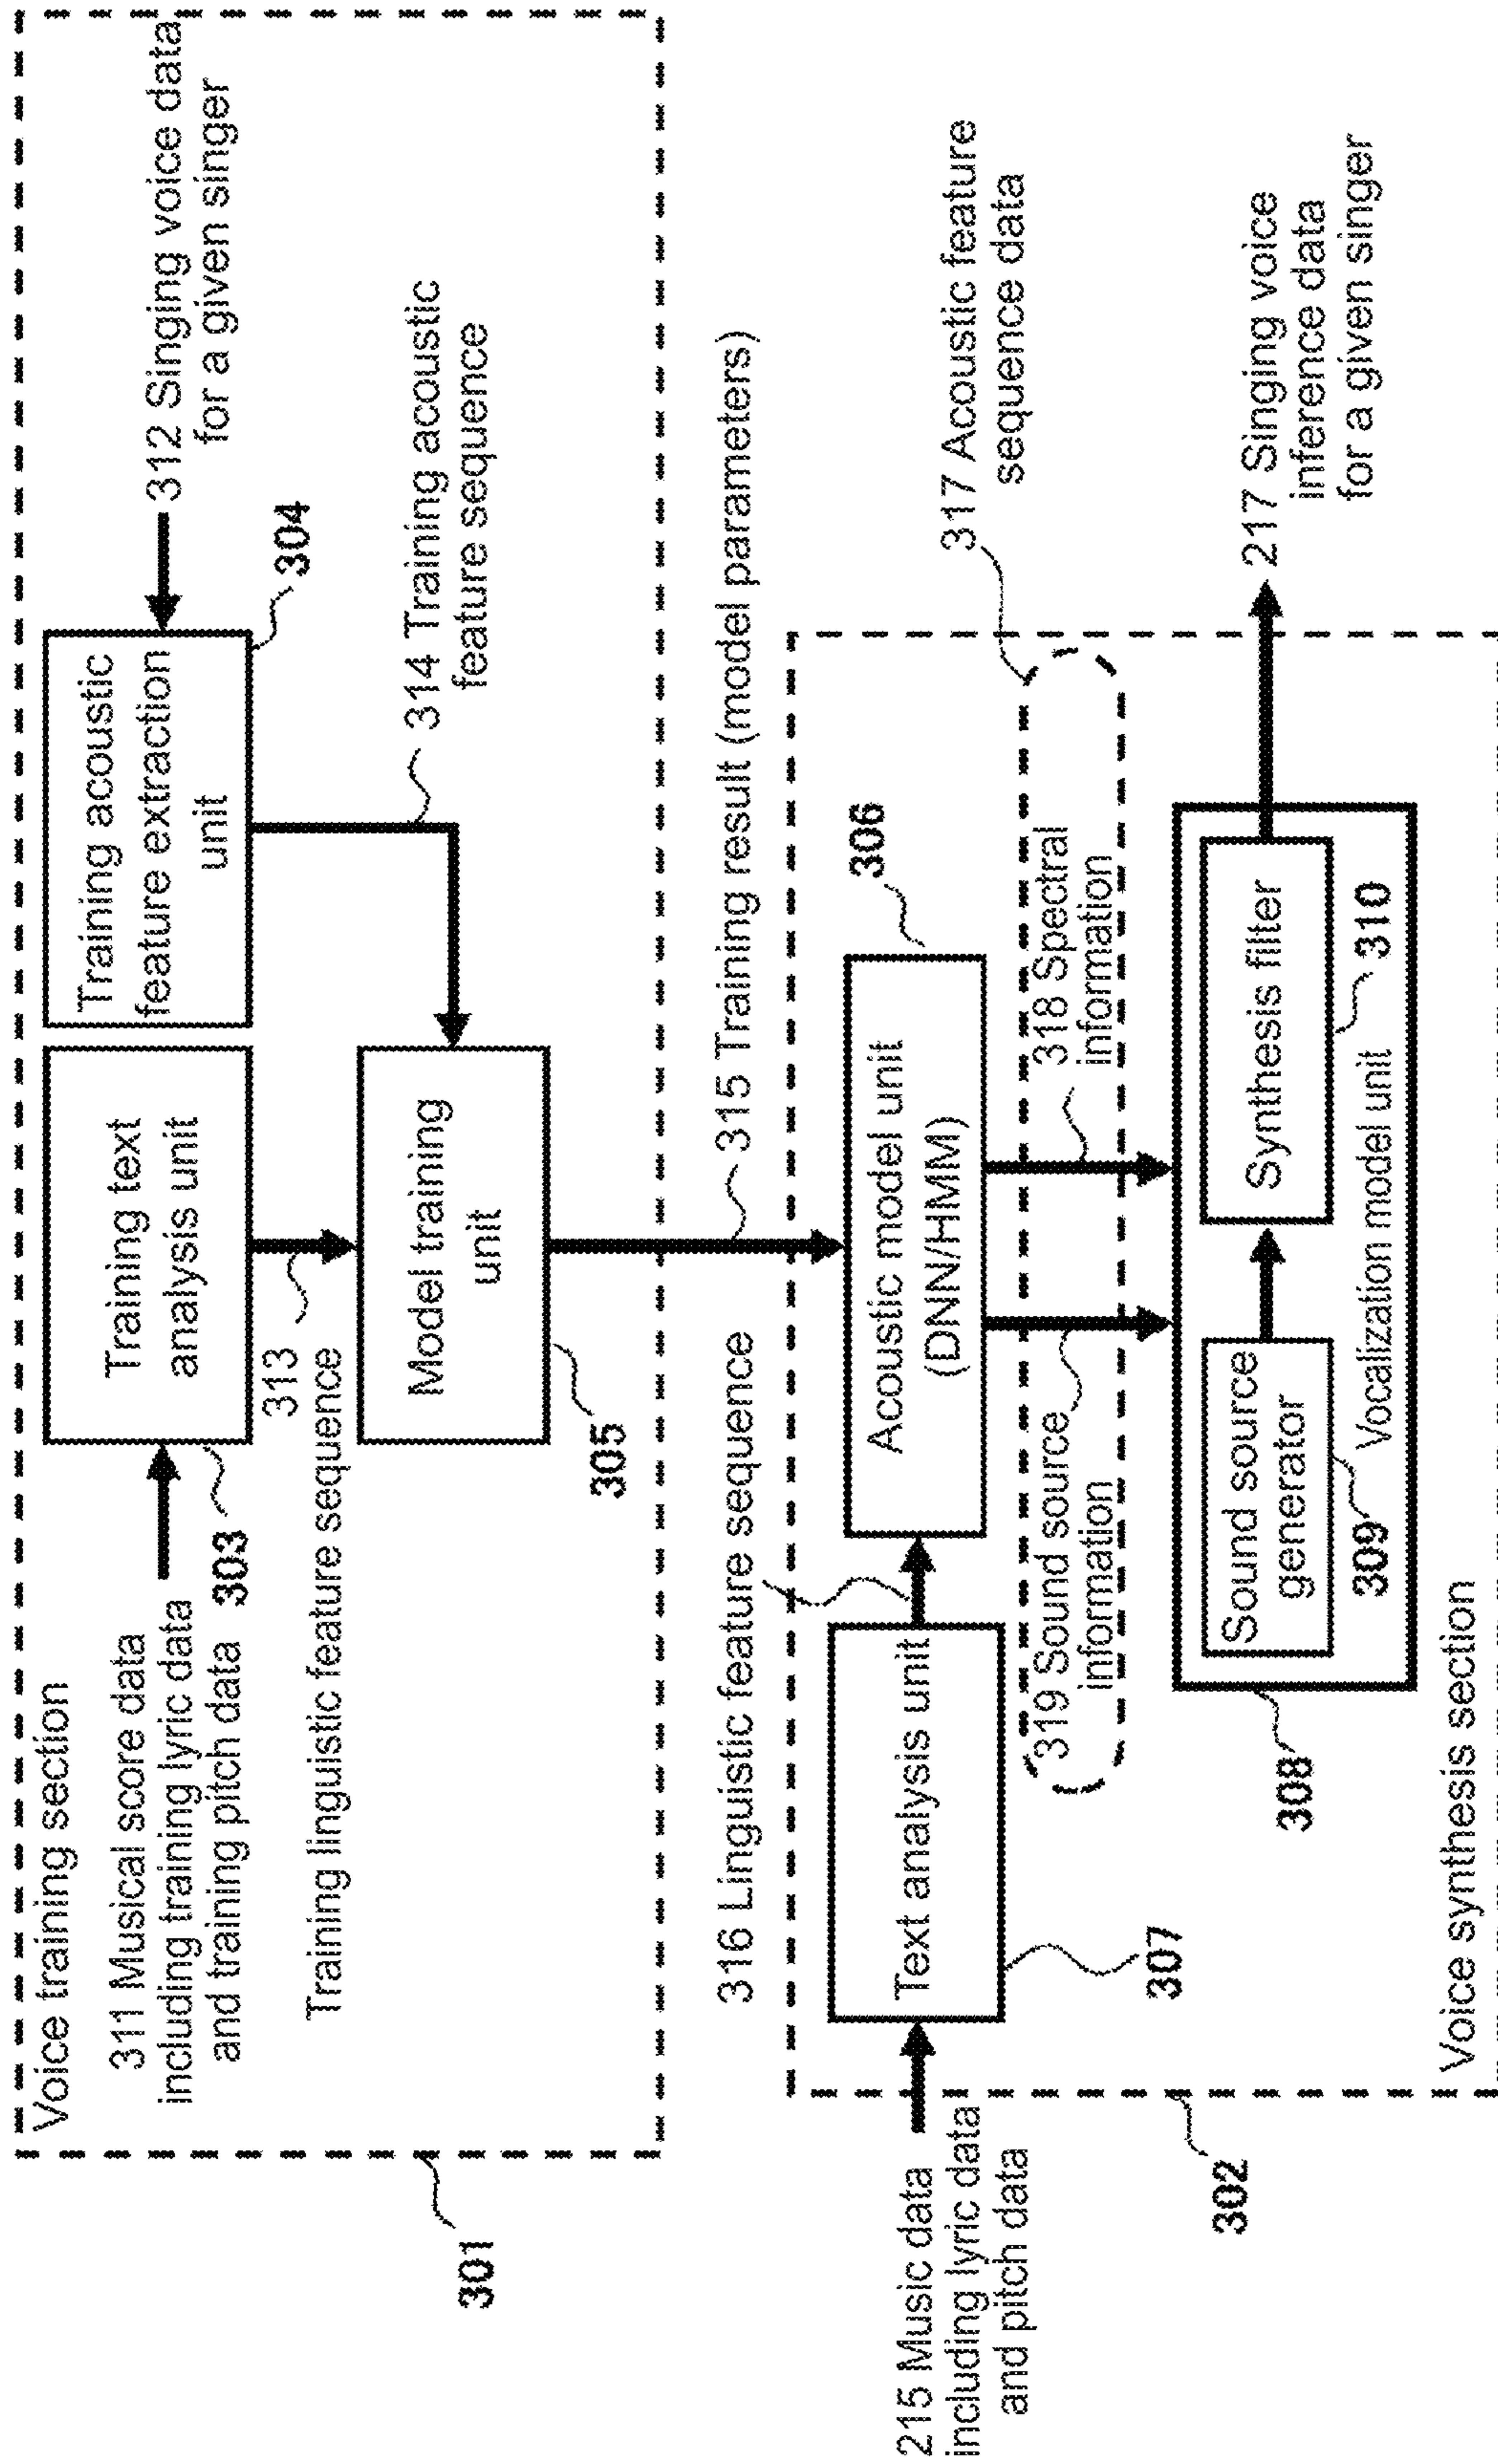 Voice training section
311 Musical score data
including training lyric data
and training pitch data
303
Training text
analysis unit
Training acoustic
feature extraction
unit
312 Singing voice data
for a given singer
304
313
Training linguistic feature sequence
Model training
unit
305
314 Training acoustic
feature sequence
301
315 Training result (model parameters)
316 Linguistic feature sequence
215 Music data
including lyric data
and pitch data
Text analysis unit
307
Acoustic model unit
(DNN/HMM)
306
317 Acoustic feature
sequence data
319 Sound source
information
318 Spectral
information
Sound source
generator
309
Synthesis filter
310
Vocalization model unit
308
217 Singing voice
inference data
for a given singer
302
Voice synthesis section